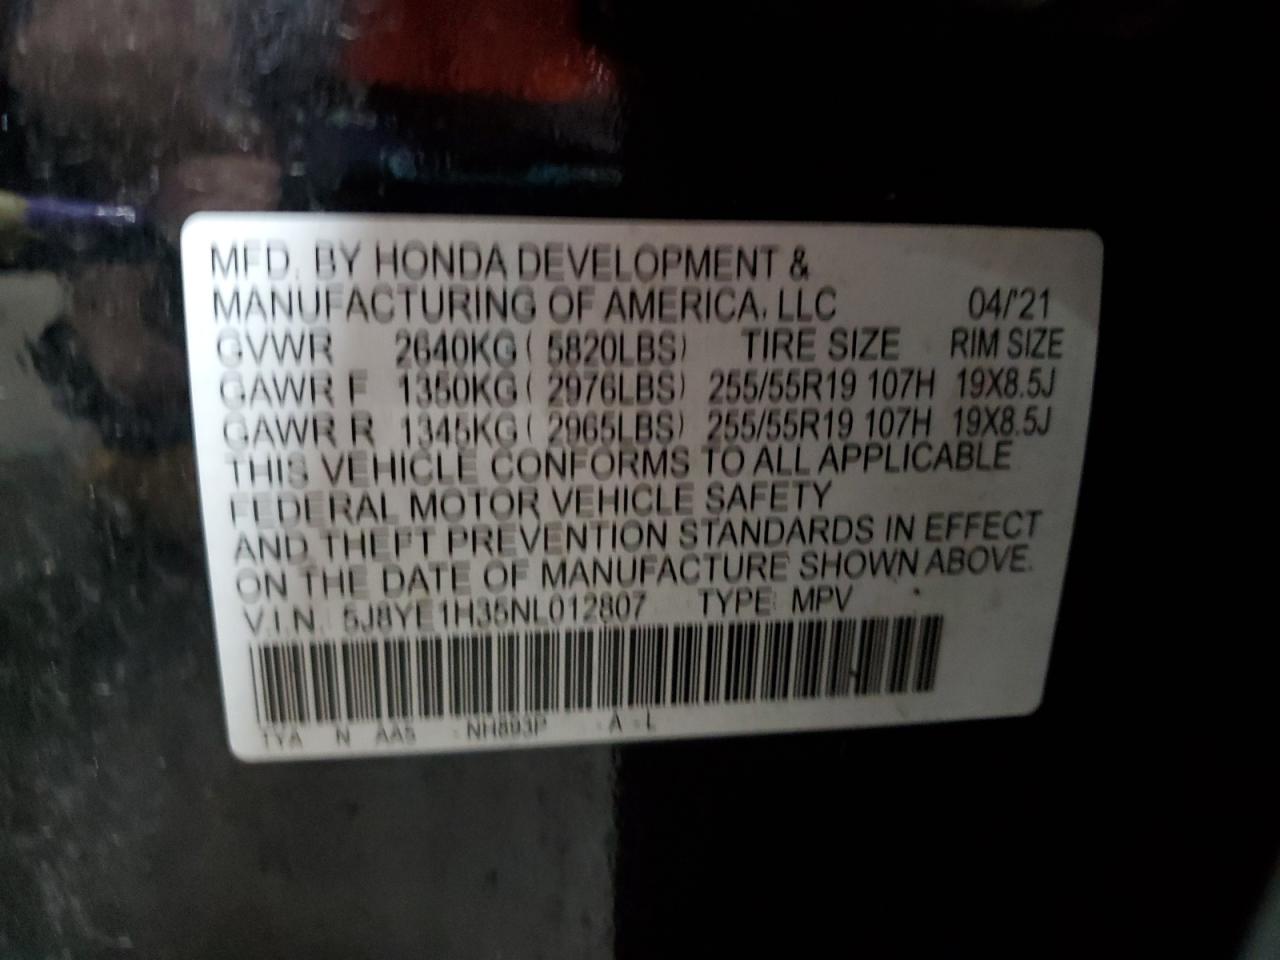 MFD. BY HONDA DEVELOPMENT &
MANUFACTURING OF AMERICA, LLC 04/'21
GVWR 2640KG ( 5820LBS) TIRE SIZE RIM SIZE
GAWR F 1350KG ( 2976LBS) 255/55R19 107H 19X8.5J
GAWR R 1345KG ( 2965LBS) 255/55R19 107H 19X8.5J
THIS VEHICLE CONFORMS TO ALL APPLICABLE
FEDERAL MOTOR VEHICLE SAFETY
AND THEFT PREVENTION STANDARDS IN EFFECT
ON THE DATE OF MANUFACTURE SHOWN ABOVE.
V.I.N. 5J8YE1H35NL012807 TYPE: MPV
TYA N AA5 NH893P - A - L